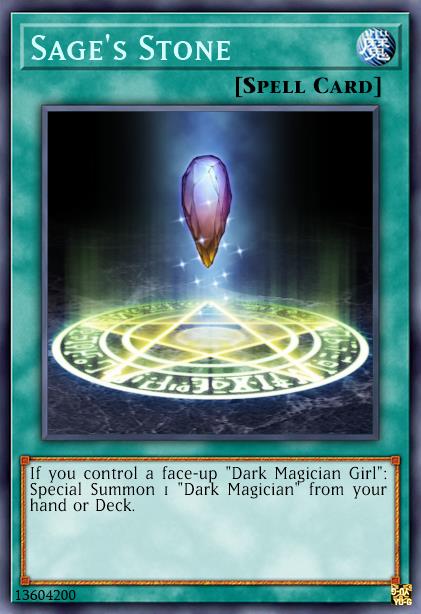 Sage's Stone
魔
[Spell Card]
If you control a face-up "Dark Magician Girl":
Special Summon 1 "Dark Magician" from your
hand or Deck.
13604200